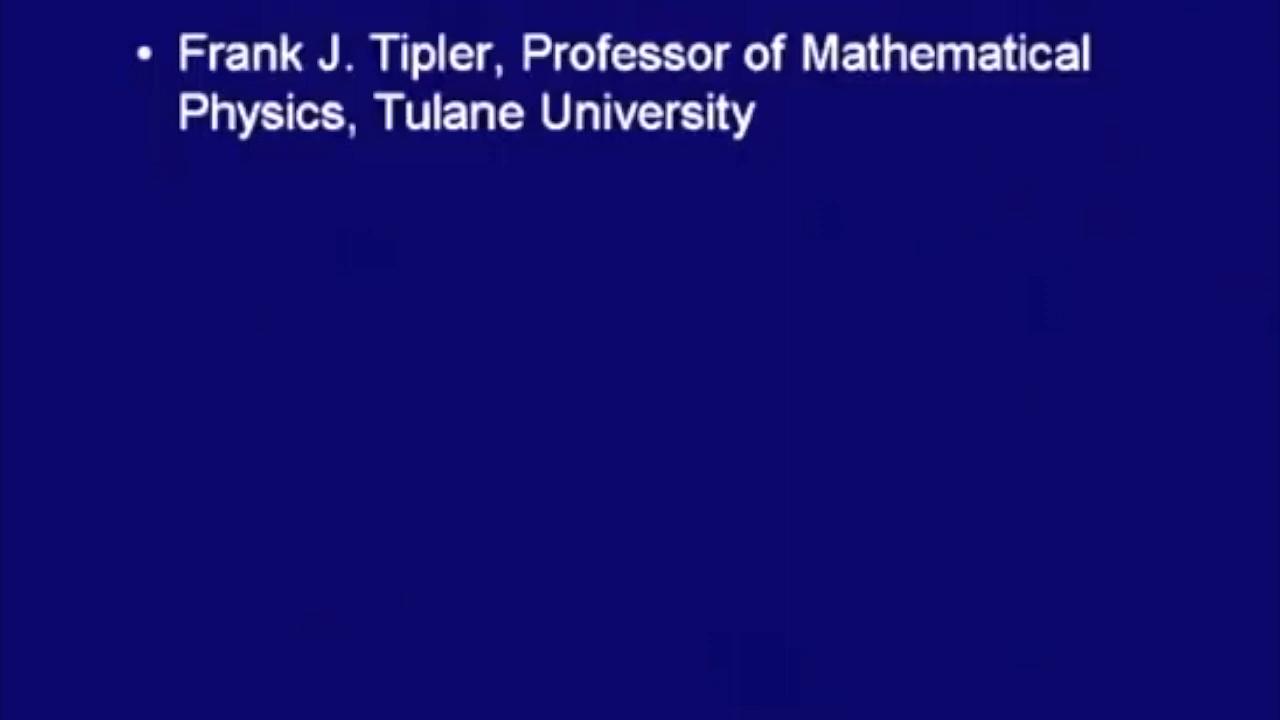 • Frank J. Tipler, Professor of Mathematical
Physics, Tulane University